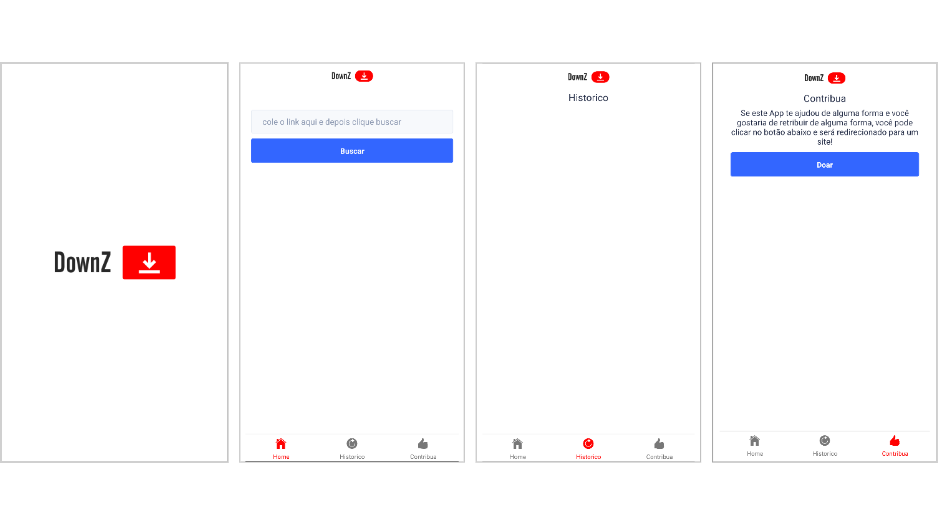 DownZ
DownZ
cole o link aqui e depois clique buscar
Buscar
Home
Historico
Contribua
DownZ
Historico
Home
Historico
Contribua
DownZ
Contribua
Se este App te ajudou de alguma forma e você
gostaria de retribuir de alguma forma, você pode
clicar no botão abaixo e será redirecionado para um
site!
Doar
Home
Historico
Contribua